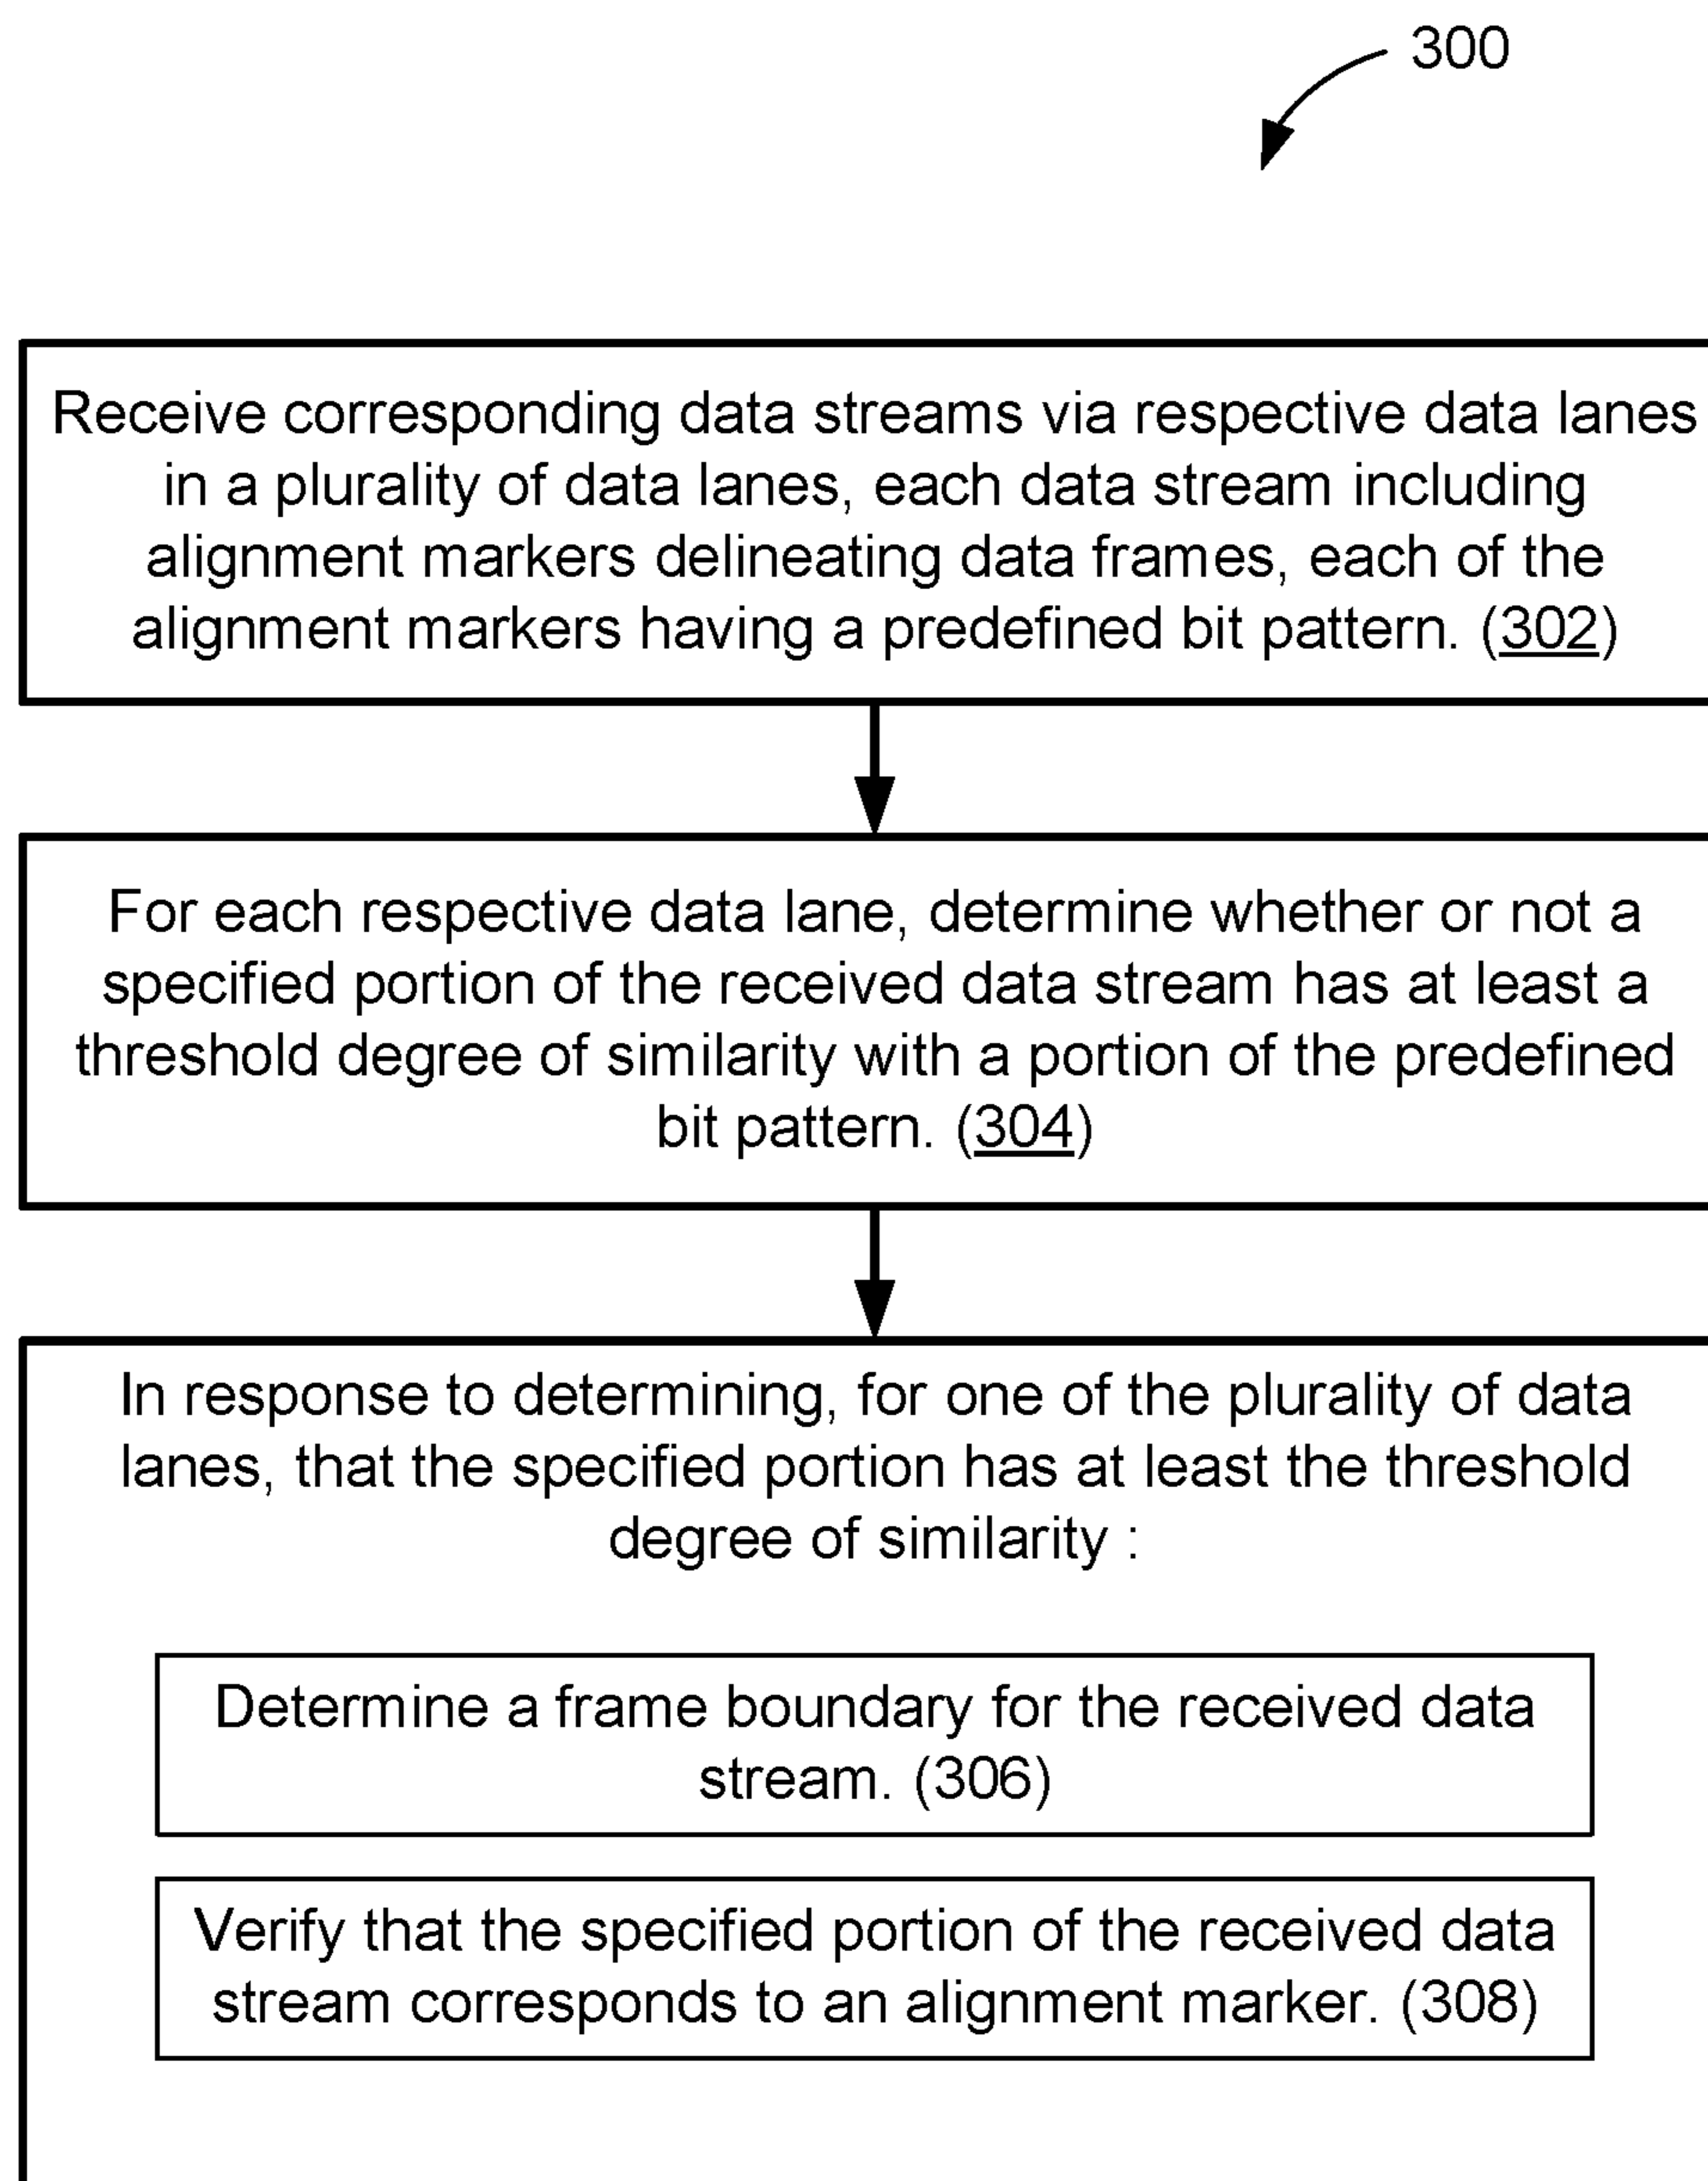 300
Receive corresponding data streams via respective data lanes
in a plurality of data lanes, each data stream including
alignment markers delineating data frames, each of the
alignment markers having a predefined bit pattern. (302)
For each respective data lane, determine whether or not a
specified portion of the received data stream has at least a
threshold degree of similarity with a portion of the predefined
bit pattern. (304)
In response to determining, for one of the plurality of data
lanes, that the specified portion has at least the threshold
degree of similarity :
Determine a frame boundary for the received data
stream. (306)
Verify that the specified portion of the received data
stream corresponds to an alignment marker. (308)